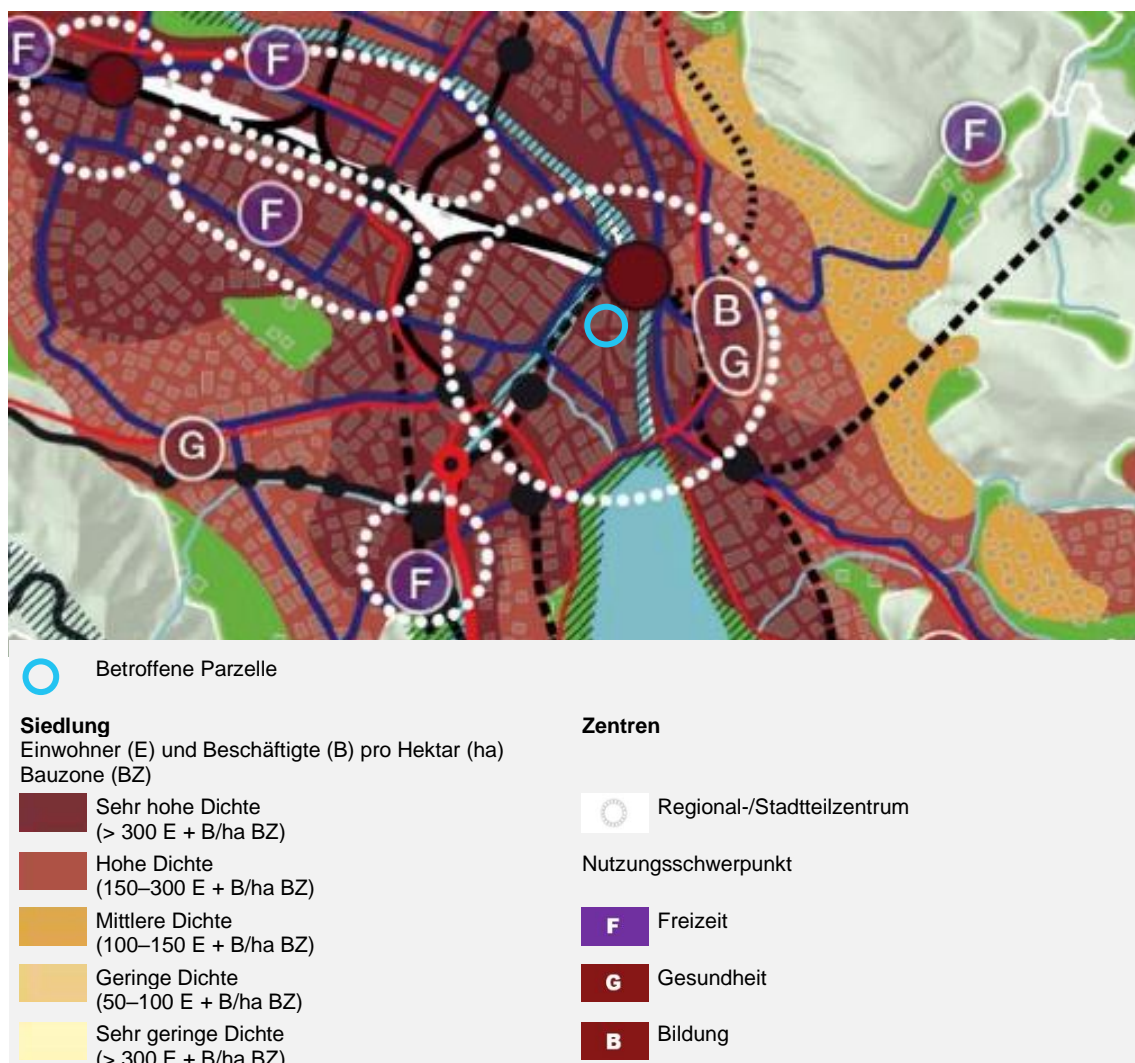 F
F
F
F
B
G
G
F
Betroffene Parzelle
Siedlung
Einwohner (E) und Beschäftigte (B) pro Hektar (ha)
Bauzone (BZ)
Sehr hohe Dichte
(> 300 E + B/ha BZ)
Hohe Dichte
(150–300 E + B/ha BZ)
Mittlere Dichte
(100–150 E + B/ha BZ)
Geringe Dichte
(50–100 E + B/ha BZ)
Sehr geringe Dichte
(> 300 E + B/ha BZ)
Zentren
Regional-/Stadtteilzentrum
Nutzungsschwerpunkt
F Freizeit
G Gesundheit
B Bildung